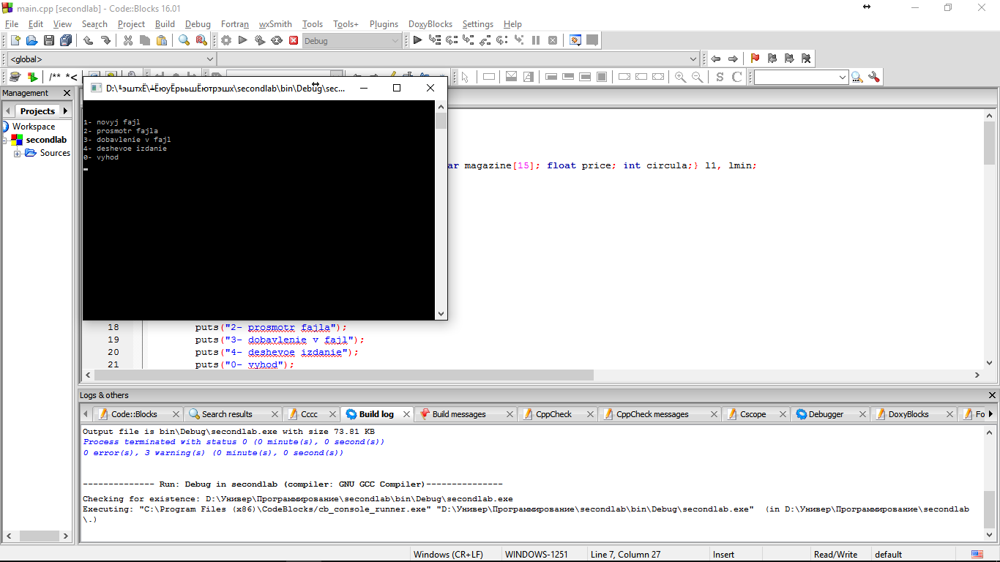 main.cpp [secondlab] - Code::Blocks 16.01
File Edit View Search Project Build Debug Fortran wxSmith Tools Tools+ Plugins DoxyBlocks Settings Help
Debug
<global>
/** *<
S C
Management
Projects
Workspace
secondlab
Sources
D:\╙эштхЁ\╧ЁюуЁрььшЁютрэшх\secondlab\bin\Debug\sec...
1- novyj fajl
2- prosmotr fajla
3- dobavlenie v fajl
4- deshevoe izdanie
0- vyhod
ar magazine[15]; float price; int circula;} l1, lmin;
18 puts("2- prosmotr fajla");
19 puts("3- dobavlenie v fajl");
20 puts("4- deshevoe izdanie");
21 puts("0- vyhod");
Logs & others
Code::Blocks Search results Cccc Build log Build messages CppCheck CppCheck messages Cscope Debugger DoxyBlocks Fo
Output file is bin\Debug\secondlab.exe with size 73.81 KB
Process terminated with status 0 (0 minute(s), 0 second(s))
0 error(s), 3 warning(s) (0 minute(s), 0 second(s))
-------------- Run: Debug in secondlab (compiler: GNU GCC Compiler)---------------
Checking for existence: D:\Универ\Программирование\secondlab\bin\Debug\secondlab.exe
Executing: "C:\Program Files (x86)\CodeBlocks/cb_console_runner.exe" "D:\Универ\Программирование\secondlab\bin\Debug\secondlab.exe" (in D:\Универ\Программирование\secondlab
\.)
Windows (CR+LF) WINDOWS-1251 Line 7, Column 27 Insert Read/Write default